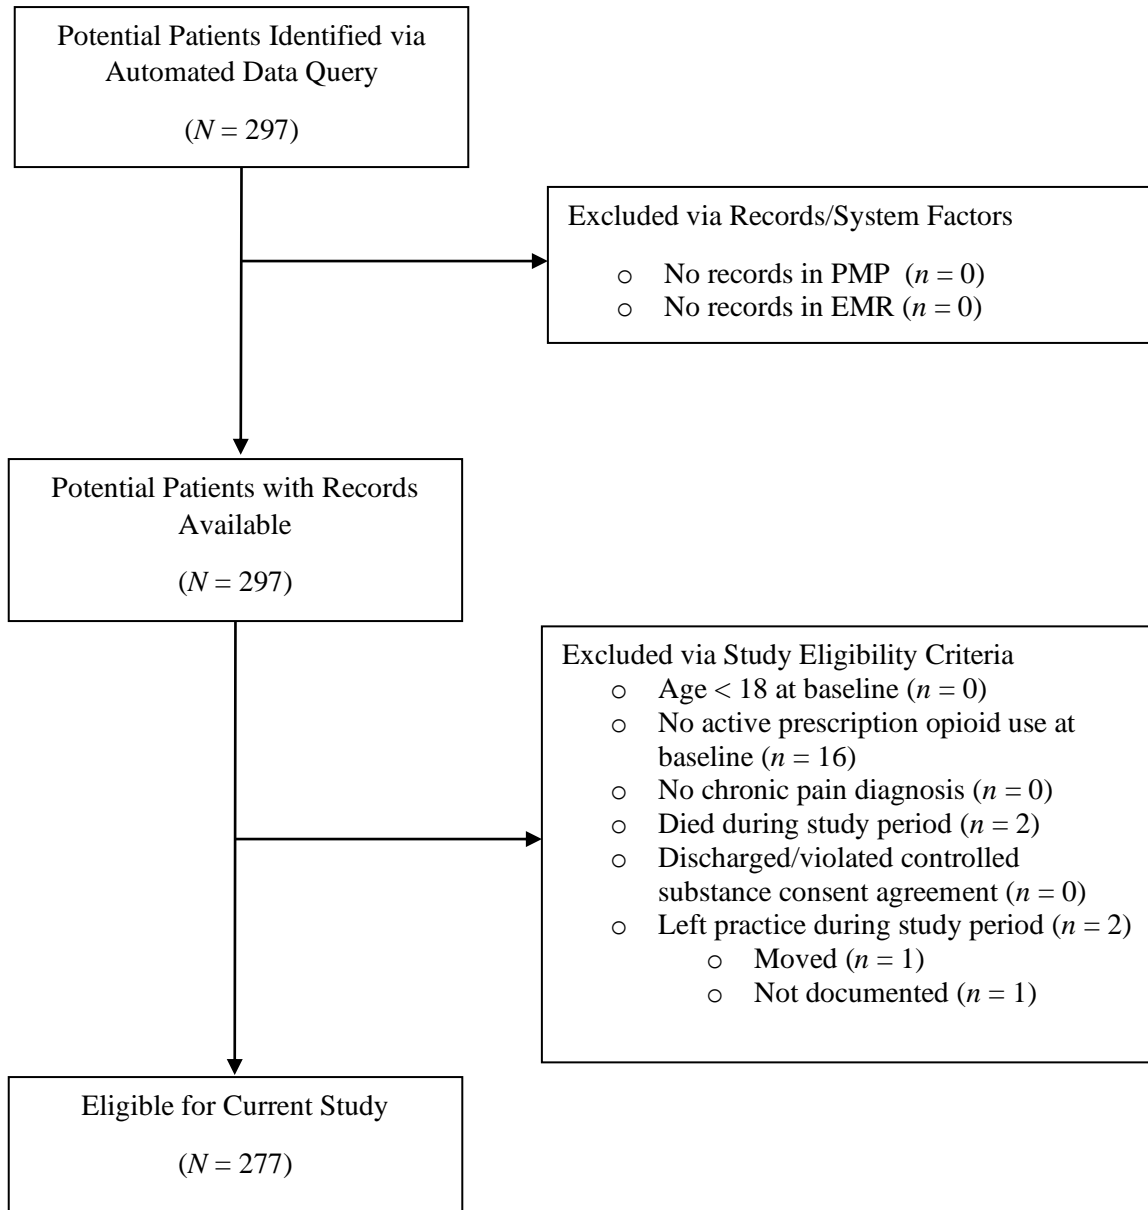 Potential Patients Identified via
Automated Data Query
(N = 297)
Excluded via Records/System Factors
o No records in PMP (n = 0)
o No records in EMR (n = 0)
Potential Patients with Records
Available
(N = 297)
Excluded via Study Eligibility Criteria
o Age < 18 at baseline (n = 0)
o No active prescription opioid use at
baseline (n = 16)
o No chronic pain diagnosis (n = 0)
o Died during study period (n = 2)
o Discharged/violated controlled
substance consent agreement (n = 0)
o Left practice during study period (n = 2)
o Moved (n = 1)
o Not documented (n = 1)
Eligible for Current Study
(N = 277)